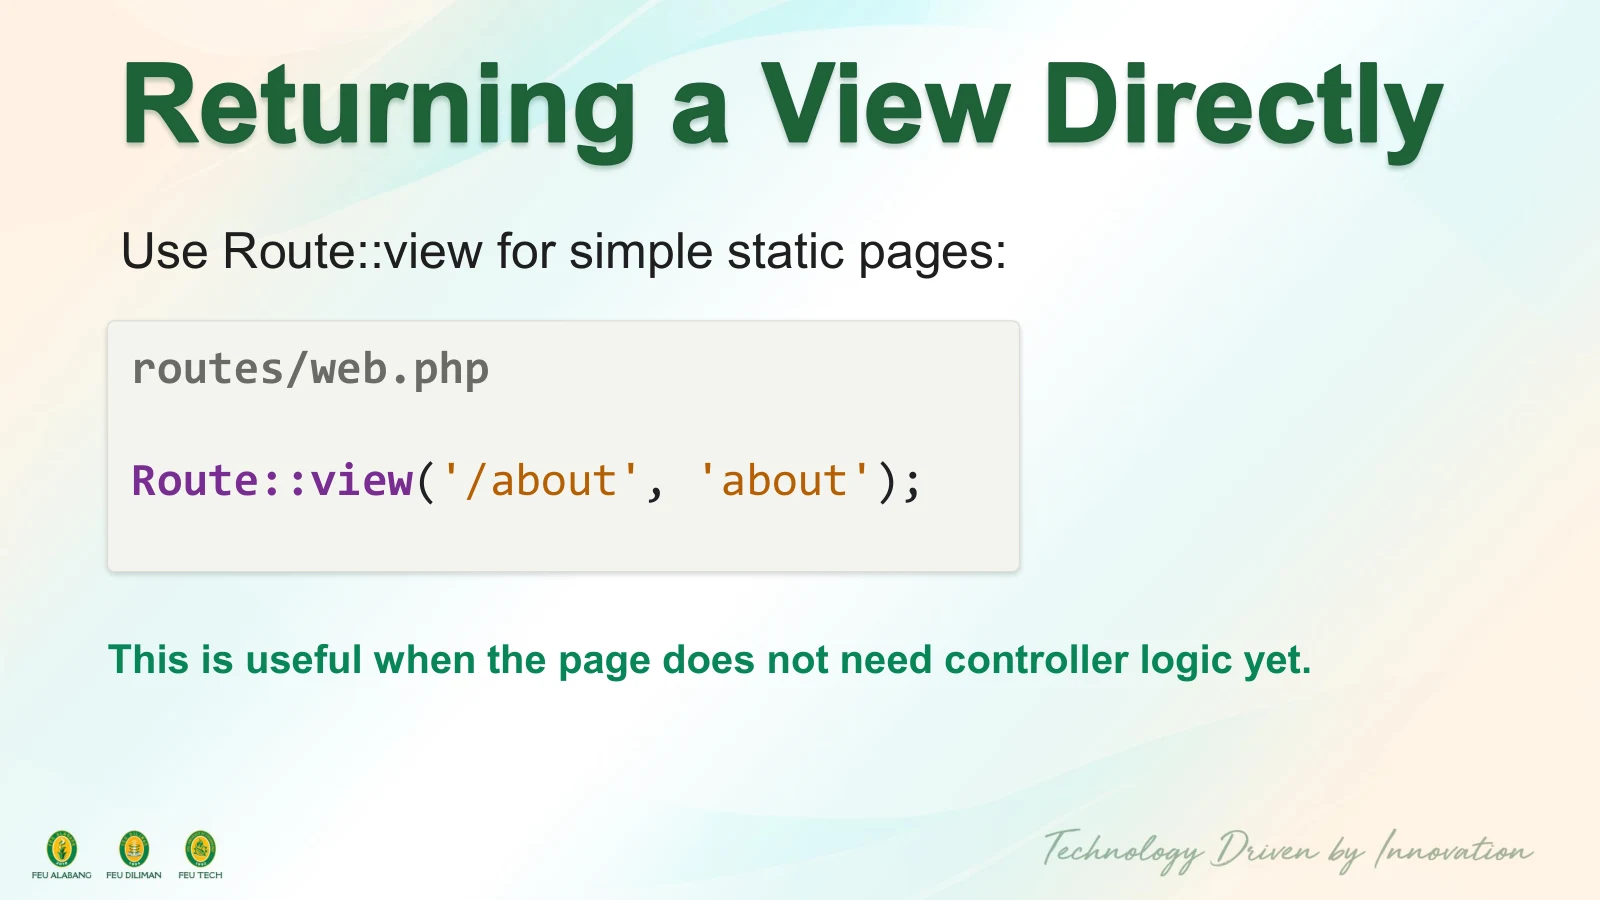 Returning a View Directly
Use Route::view for simple static pages:
routes/web.php
Route::view('/about', 'about');
This is useful when the page does not need controller logic yet.
FEU ALABANG
FEU DILIMAN
FEU TECH
Technology Driven by Innovation